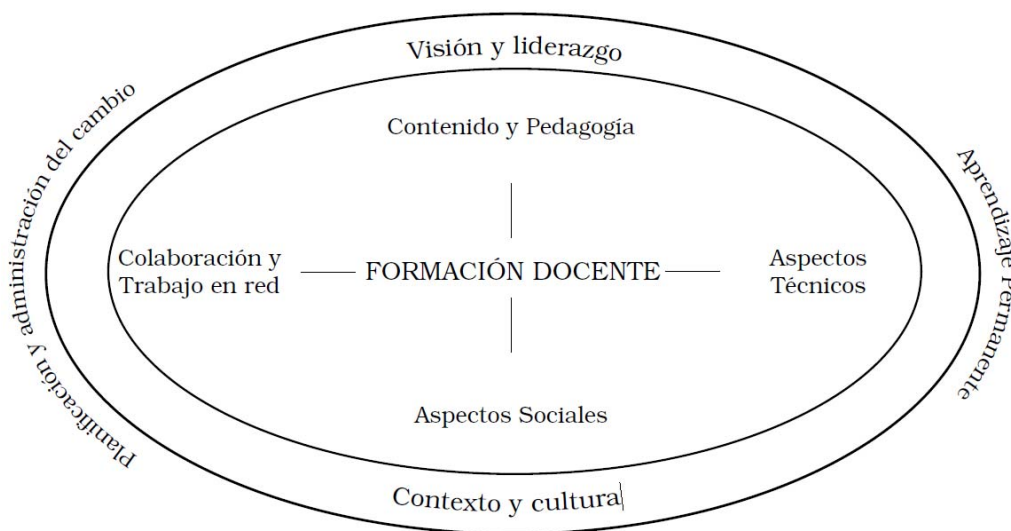 Visión y liderazgo
Contenido y Pedagogía
Planificación y administración del cambio
Aprendizaje Permanente
Colaboración y
Trabajo en red
FORMACIÓN DOCENTE
Aspectos
Técnicos
Aspectos Sociales
Contexto y cultura